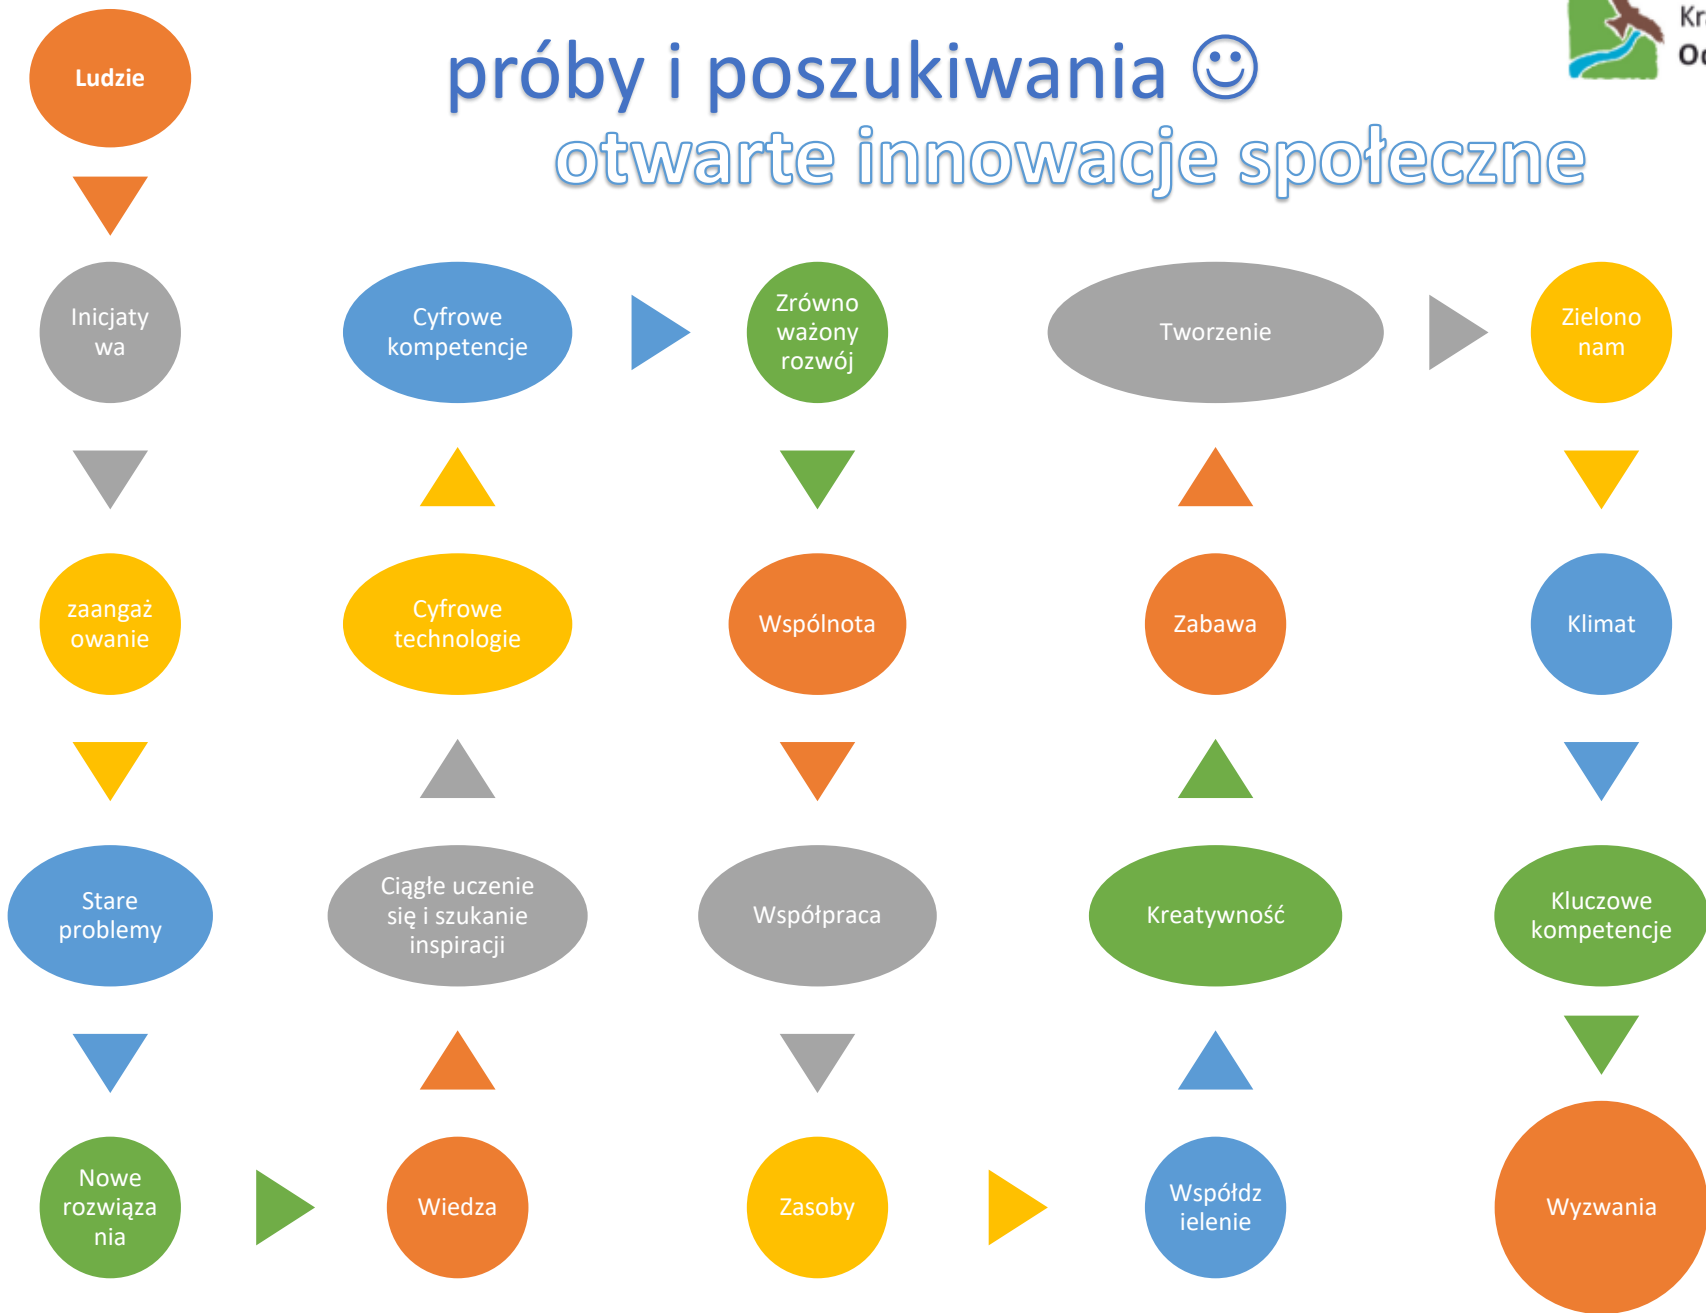 próby i poszukiwania ☺
otwarte innowacje społeczne
Ludzie
Inicjaty
wa
zaangaż
owanie
Stare
problemy
Nowe
rozwiąza
nia
Wiedza
Ciągłe uczenie
się i szukanie
inspiracji
Cyfrowe
technologie
Cyfrowe
kompetencje
Zrówno
ważony
rozwój
Wspólnota
Współpraca
Zasoby
Współdz
ielenie
Kreatywność
Zabawa
Tworzenie
Zielono
nam
Klimat
Kluczowe
kompetencje
Wyzwania